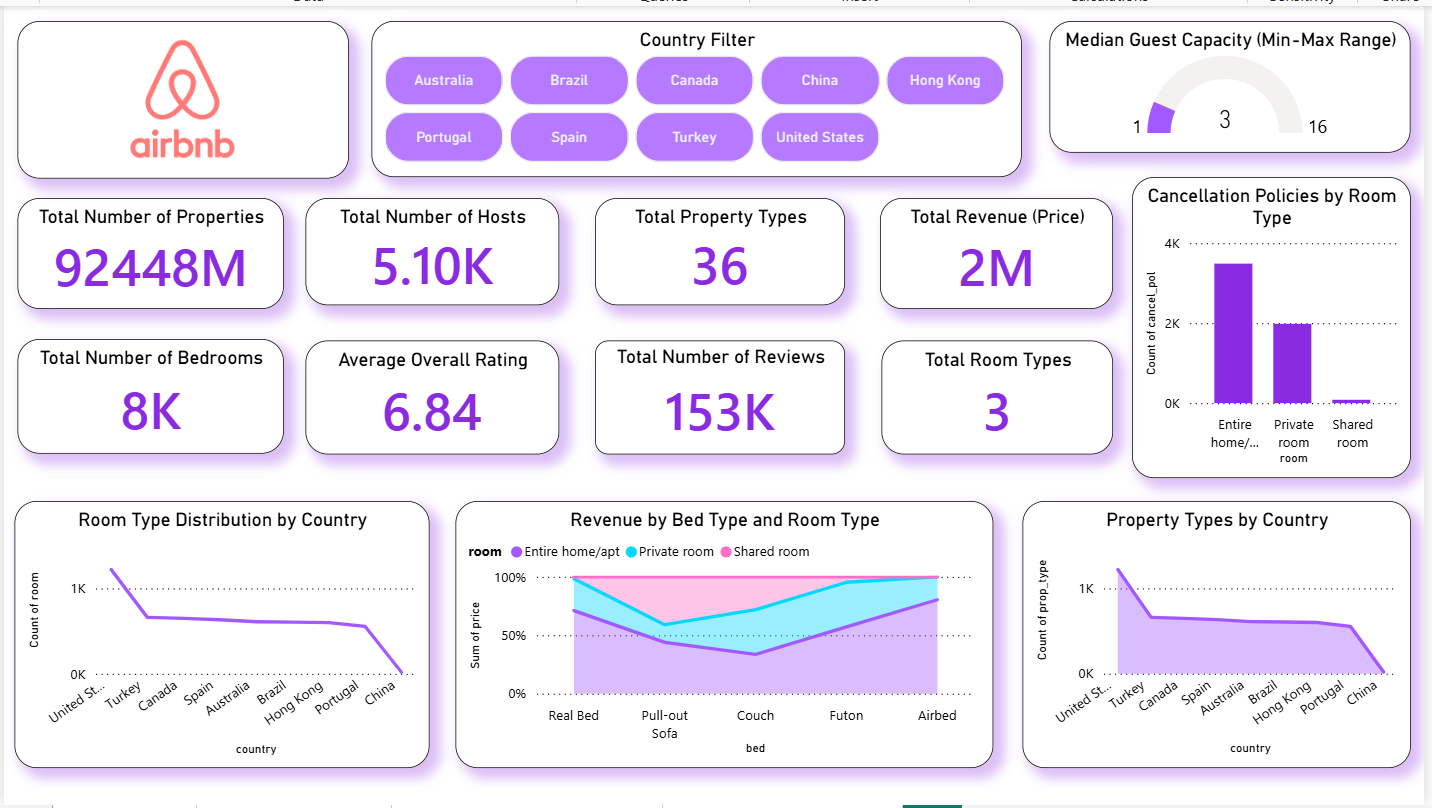 airbnb
Country Filter
Australia
Brazil
Canada
China
Hong Kong
Portugal
Spain
Turkey
United States
Median Guest Capacity (Min-Max Range)
1
3
16
Total Number of Properties
92448M
Total Number of Hosts
5.10K
Total Property Types
36
Total Revenue (Price)
2M
Total Number of Bedrooms
8K
Average Overall Rating
6.84
Total Number of Reviews
153K
Total Room Types
3
Cancellation Policies by Room
Type
Count of cancel_pol
4K
2K
0K
Entire
home/...
Private
room
Shared
room
room
Room Type Distribution by Country
Count of room
1K
0K
United St...
Turkey
Canada
Spain
Australia
Brazil
Hong Kong
Portugal
China
country
Revenue by Bed Type and Room Type
room Entire home/apt Private room Shared room
Sum of price
100%
50%
0%
Real Bed
Pull-out
Sofa
Couch
Futon
Airbed
bed
Property Types by Country
Count of prop_type
1K
0K
United St...
Turkey
Canada
Spain
Australia
Brazil
Hong Kong
Portugal
China
country